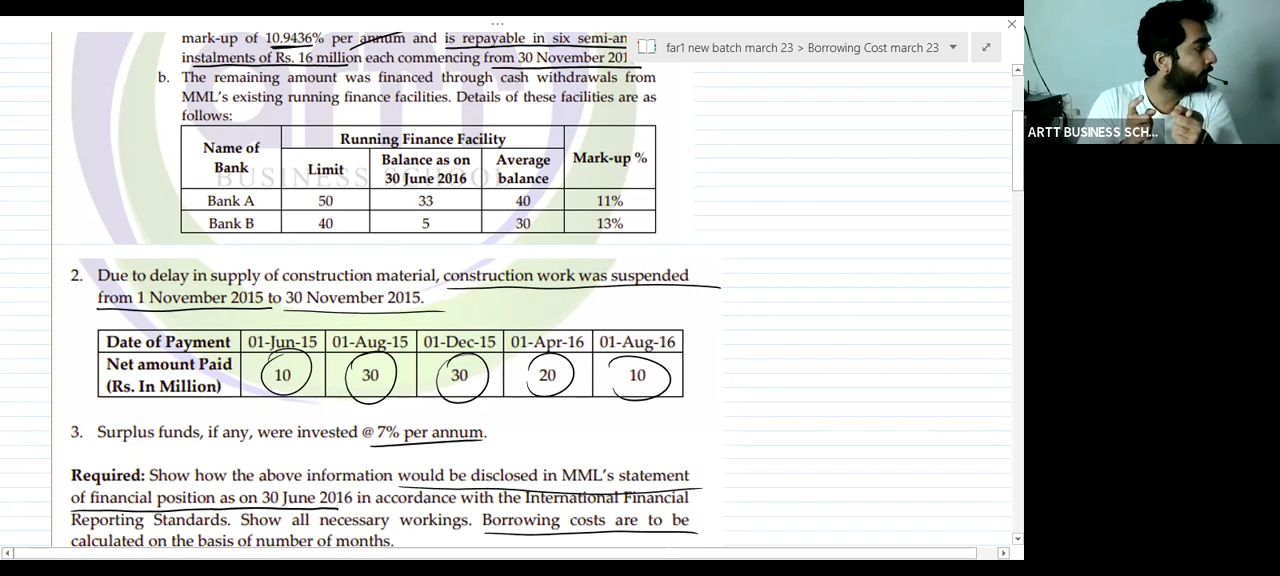 ...
far1 new batch march 23 > Borrowing Cost march 23
mark-up of 10.9436% per annum and is repayable in six semi-an
instalments of Rs. 16 million each commencing from 30 November 201
b. The remaining amount was financed through cash withdrawals from
MML's existing running finance facilities. Details of these facilities are as
follows:
Name of Bank Running Finance Facility Mark-up %
Limit Balance as on 30 June 2016 Average balance
BUSINESS SCHOOL
Bank A 50 33 40 11%
Bank B 40 5 30 13%
2. Due to delay in supply of construction material, construction work was suspended
from 1 November 2015 to 30 November 2015.
Date of Payment 01-Jun-15 01-Aug-15 01-Dec-15 01-Apr-16 01-Aug-16
Net amount Paid (Rs. In Million) 10 30 30 20 10
3. Surplus funds, if any, were invested @ 7% per annum.
Required: Show how the above information would be disclosed in MML's statement
of financial position as on 30 June 2016 in accordance with the International Financial
Reporting Standards. Show all necessary workings. Borrowing costs are to be
calculated on the basis of number of months.
ARTT BUSINESS SCH...